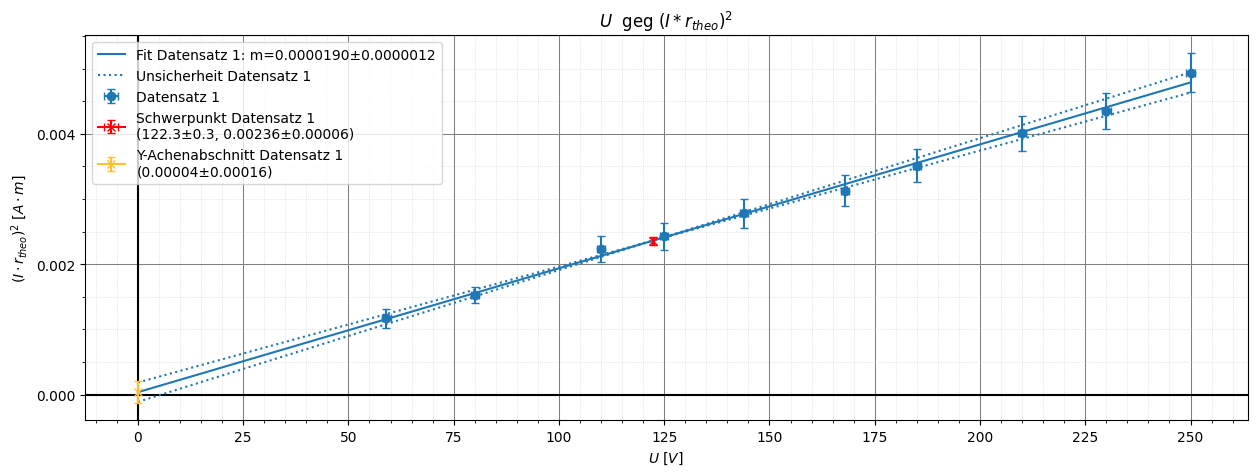 U geg (I * r_theo)²
Fit Datensatz 1: m=0.0000190±0.0000012
Unsicherheit Datensatz 1
Datensatz 1
Schwerpunkt Datensatz 1
(122.3±0.3, 0.00236±0.00006)
Y-Achenabschnitt Datensatz 1
(0.00004±0.00016)
(I · r_theo)² [A · m]
0.004
0.002
0.000
0 25 50 75 100 125 150 175 200 225 250
U [V]